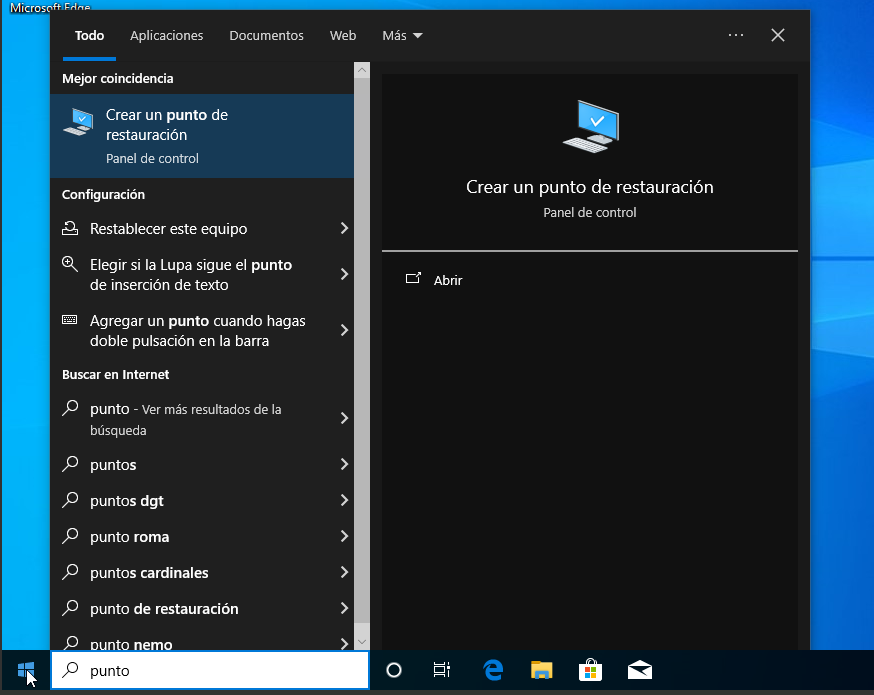 Microsoft Edge
Todo
Aplicaciones
Documentos
Web
Más
Mejor coincidencia
Crear un punto de
restauración
Panel de control
Configuración
Restablecer este equipo
Elegir si la Lupa sigue el punto
de inserción de texto
Agregar un punto cuando hagas
doble pulsación en la barra
Buscar en Internet
punto - Ver más resultados de la
búsqueda
puntos
puntos dgt
punto roma
puntos cardinales
punto de restauración
punto nemo
Crear un punto de restauración
Panel de control
Abrir
punto